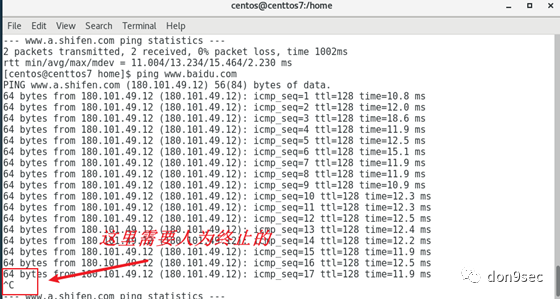 centos@centtos7:/home
File Edit View Search Terminal Help
--- www.a.shifen.com ping statistics ---
2 packets transmitted, 2 received, 0% packet loss, time 1002ms
rtt min/avg/max/mdev = 11.004/13.234/15.464/2.230 ms
[centos@centtos7 home]$ ping www.baidu.com
PING www.a.shifen.com (180.101.49.12) 56(84) bytes of data.
64 bytes from 180.101.49.12 (180.101.49.12): icmp_seq=1 ttl=128 time=10.8 ms
64 bytes from 180.101.49.12 (180.101.49.12): icmp_seq=2 ttl=128 time=12.0 ms
64 bytes from 180.101.49.12 (180.101.49.12): icmp_seq=3 ttl=128 time=18.6 ms
64 bytes from 180.101.49.12 (180.101.49.12): icmp_seq=4 ttl=128 time=11.9 ms
64 bytes from 180.101.49.12 (180.101.49.12): icmp_seq=5 ttl=128 time=12.5 ms
64 bytes from 180.101.49.12 (180.101.49.12): icmp_seq=6 ttl=128 time=15.1 ms
64 bytes from 180.101.49.12 (180.101.49.12): icmp_seq=7 ttl=128 time=11.9 ms
64 bytes from 180.101.49.12 (180.101.49.12): icmp_seq=8 ttl=128 time=11.9 ms
64 bytes from 180.101.49.12 (180.101.49.12): icmp_seq=9 ttl=128 time=10.9 ms
64 bytes from 180.101.49.12 (180.101.49.12): icmp_seq=10 ttl=128 time=12.3 ms
64 bytes from 180.101.49.12 (180.101.49.12): icmp_seq=11 ttl=128 time=12.3 ms
64 bytes from 180.101.49.12 (180.101.49.12): icmp_seq=12 ttl=128 time=12.5 ms
64 bytes from 180.101.49.12 (180.101.49.12): icmp_seq=13 ttl=128 time=12.4 ms
这里需要人为终止的
64 bytes from 180.101.49.12 (180.101.49.12): icmp_seq=14 ttl=128 time=12.2 ms
64 bytes from 180.101.49.12 (180.101.49.12): icmp_seq=15 ttl=128 time=11.9 ms
64 bytes from 180.101.49.12 (180.101.49.12): icmp_seq=16 ttl=128 time=12.5 ms
64 bytes from 180.101.49.12 (180.101.49.12): icmp_seq=17 ttl=128 time=11.9 ms
^C
don9sec
--- www.a.shifen.com ping statistics ---